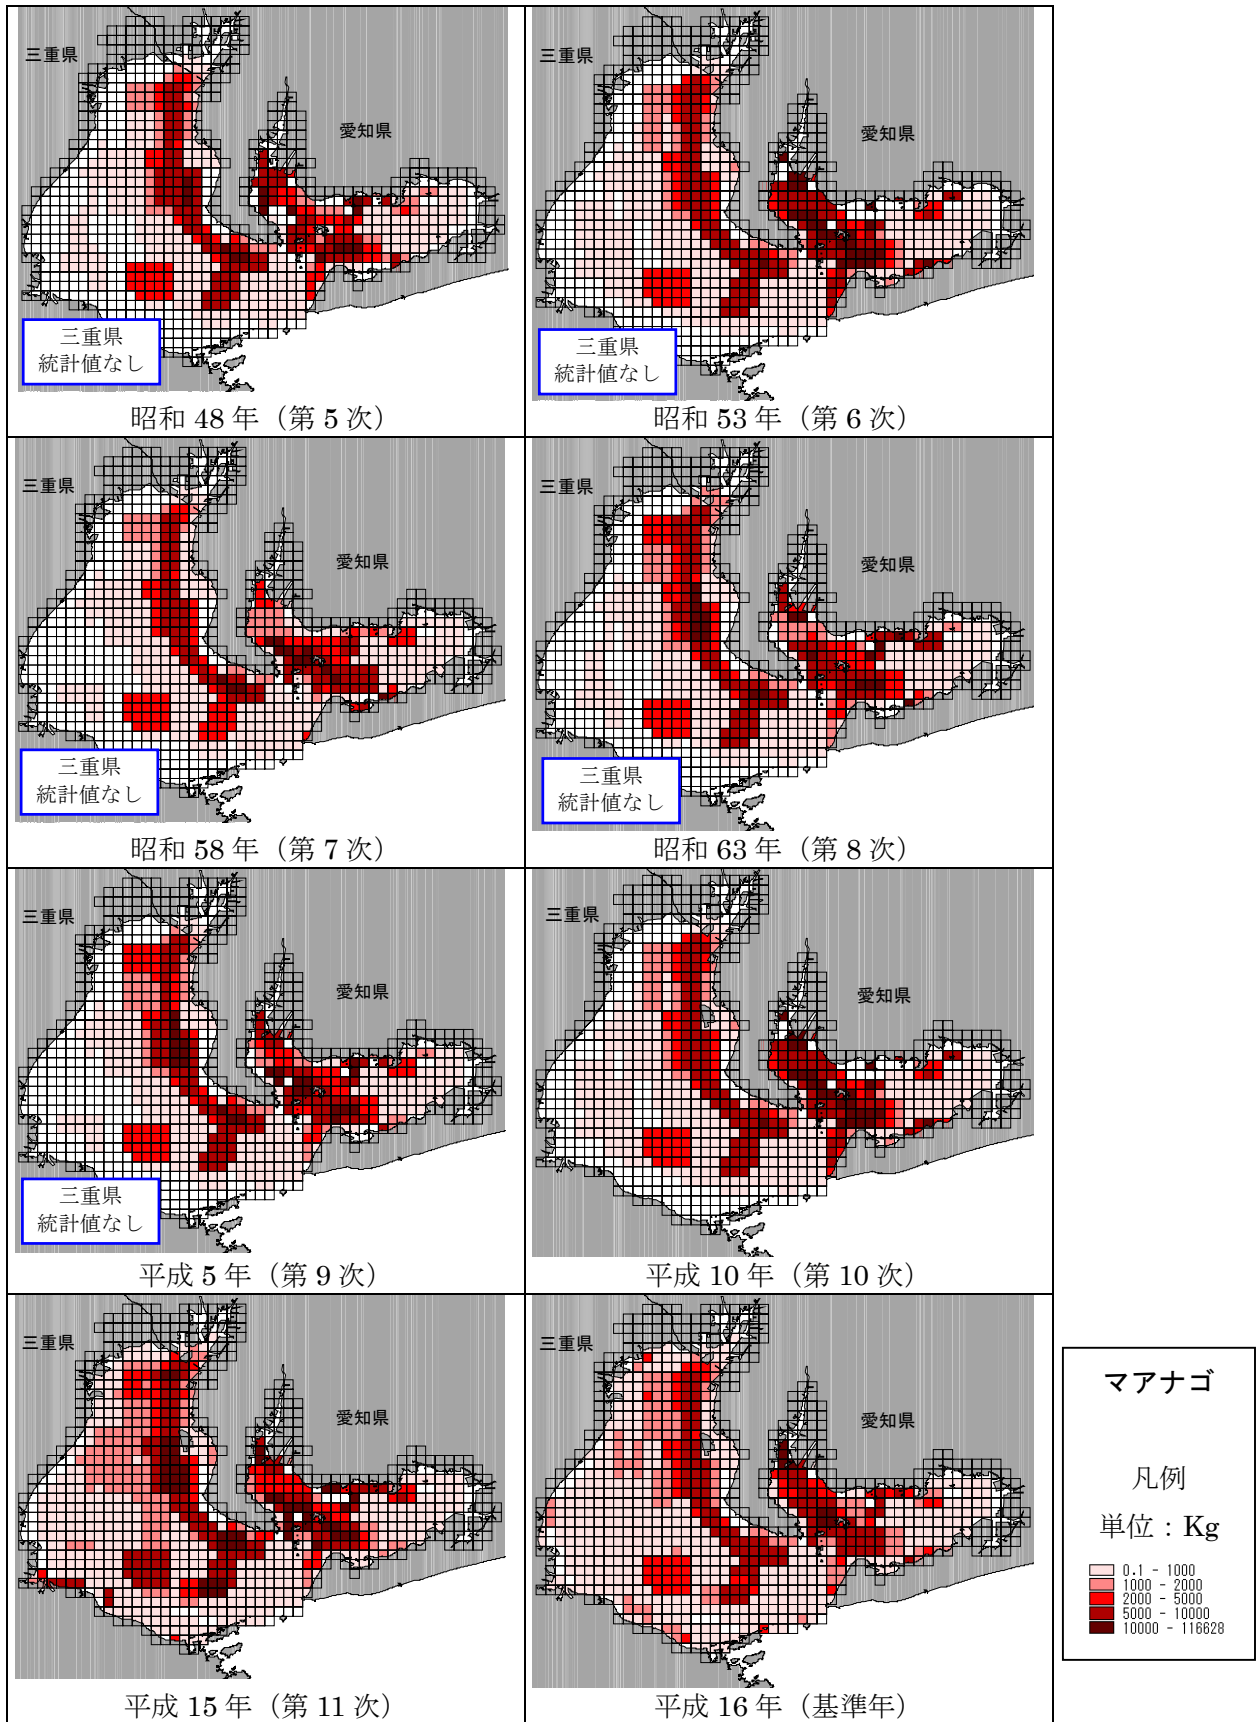 三重県
愛知県
三重県
統計値なし
昭和 48 年（第 5 次）
三重県
愛知県
三重県
統計値なし
昭和 53 年（第 6 次）
三重県
愛知県
三重県
統計値なし
昭和 58 年（第 7 次）
三重県
愛知県
三重県
統計値なし
昭和 63 年（第 8 次）
三重県
愛知県
三重県
統計値なし
平成 5 年（第 9 次）
三重県
愛知県
平成 10 年（第 10 次）
三重県
愛知県
平成 15 年（第 11 次）
三重県
愛知県
平成 16 年（基準年）
マアナゴ
凡例
単位：Kg
0.1 - 1000
1000 - 2000
2000 - 5000
5000 - 10000
10000 - 116628